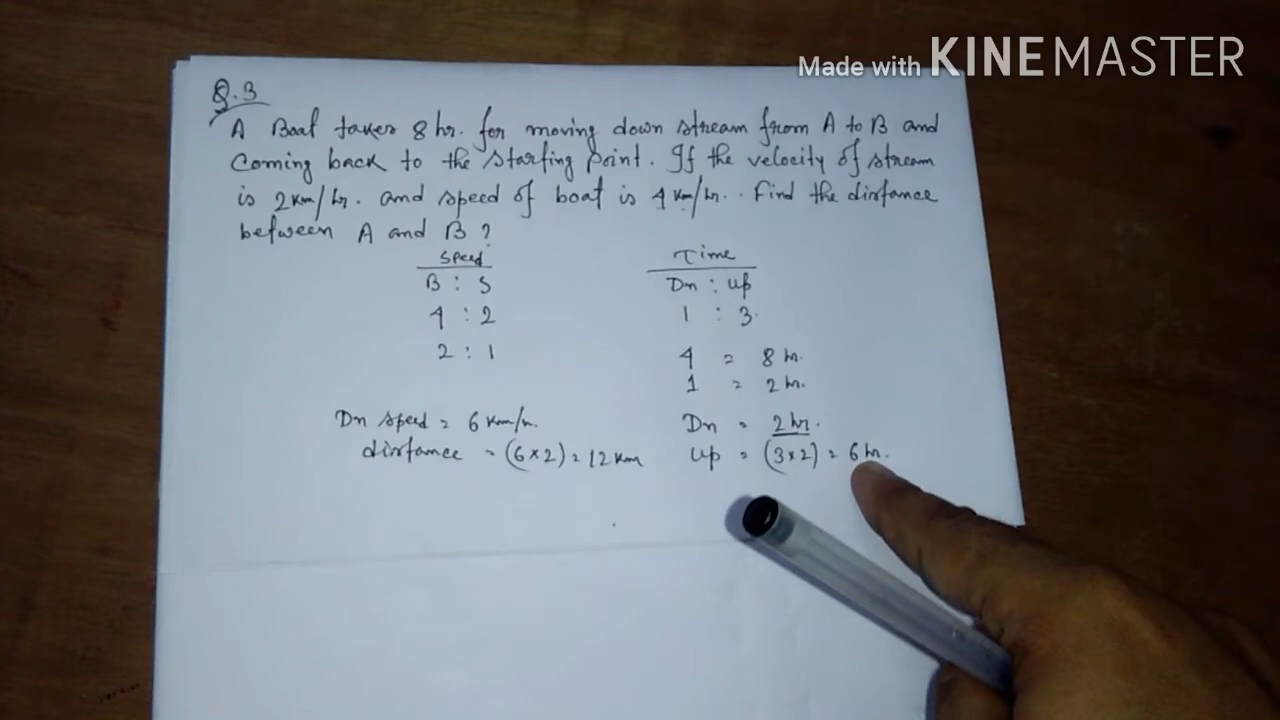 Made with KINEMASTER
Q.3
A Boat takes 8 hr. for moving down stream from A to B and
Coming back to the starting point. If the velocity of stream
is 2 km/hr. and speed of boat is 4 km/hr. . Find the distance
between A and B ?
Speed
B : S
4 : 2
2 : 1
Time
Dn : up
1 : 3.
4 = 8 hr.
1 = 2 hr.
Dn speed = 6 km/h.
distance = (6×2) = 12 km
Dn = 2 hr.
up = (3×2) = 6 hr.